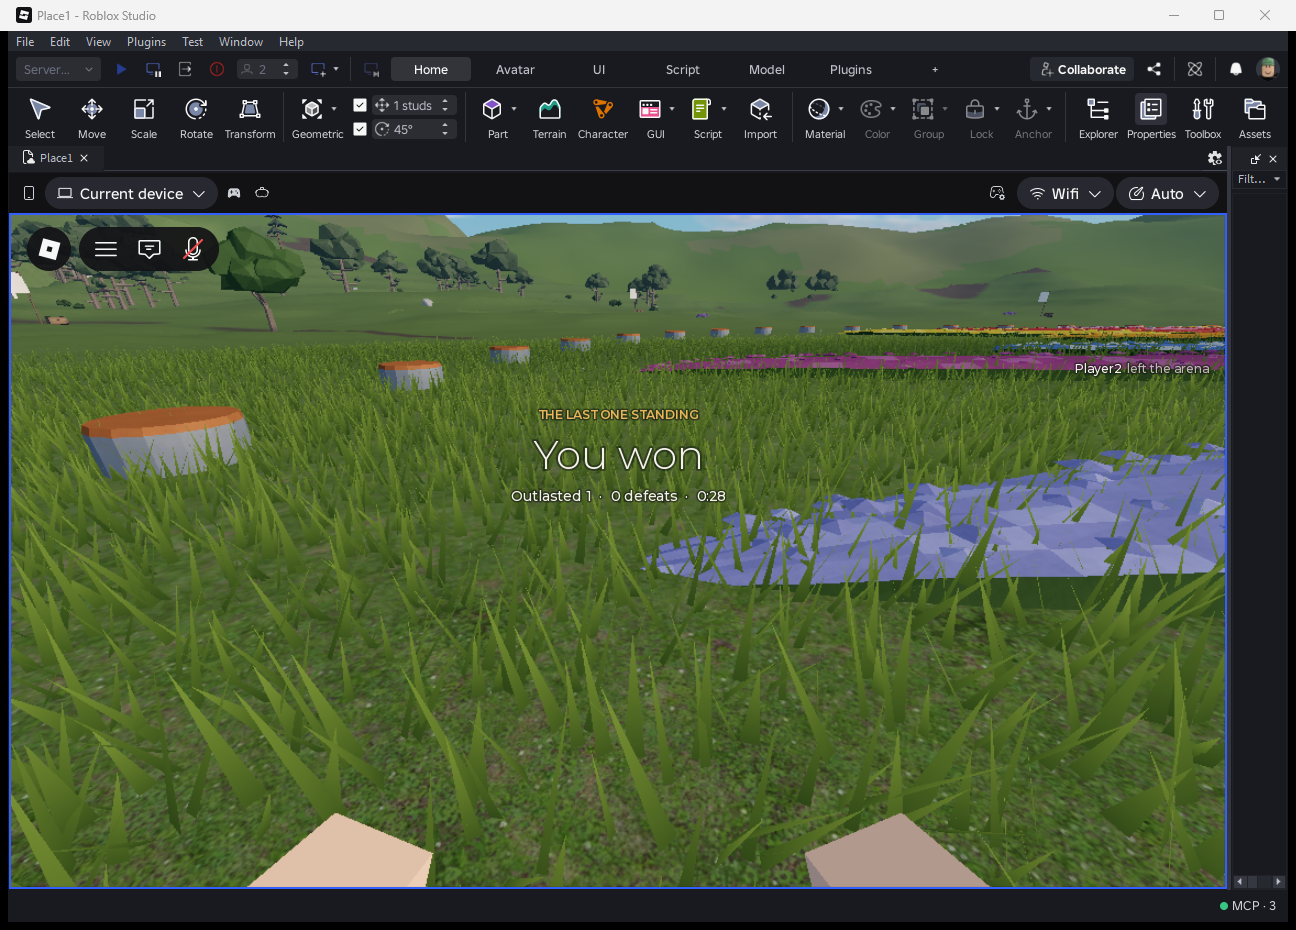 Place1 - Roblox Studio
File Edit View Plugins Test Window Help
Server... 2 Home Avatar UI Script Model Plugins + Collaborate
1 studs
45°
Select Move Scale Rotate Transform Geometric Part Terrain Character GUI Script Import Material Color Group Lock Anchor Explorer Properties Toolbox Assets
Place1
Filt...
Current device Wifi Auto
Player2 left the arena
THE LAST ONE STANDING
You won
Outlasted 1 · 0 defeats · 0:28
MCP · 3